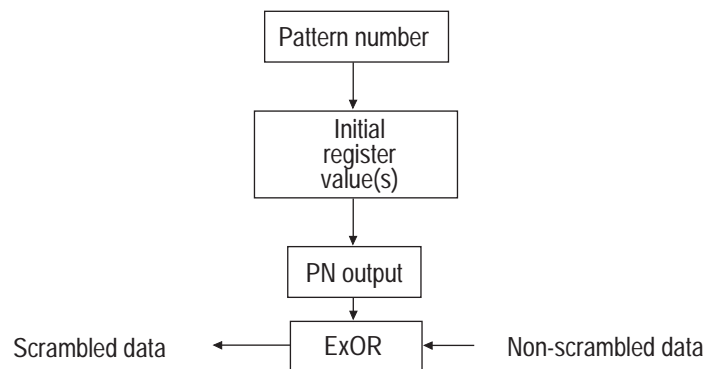 Pattern number
Initial
register
value(s)
PN output
Scrambled data
ExOR
Non-scrambled data